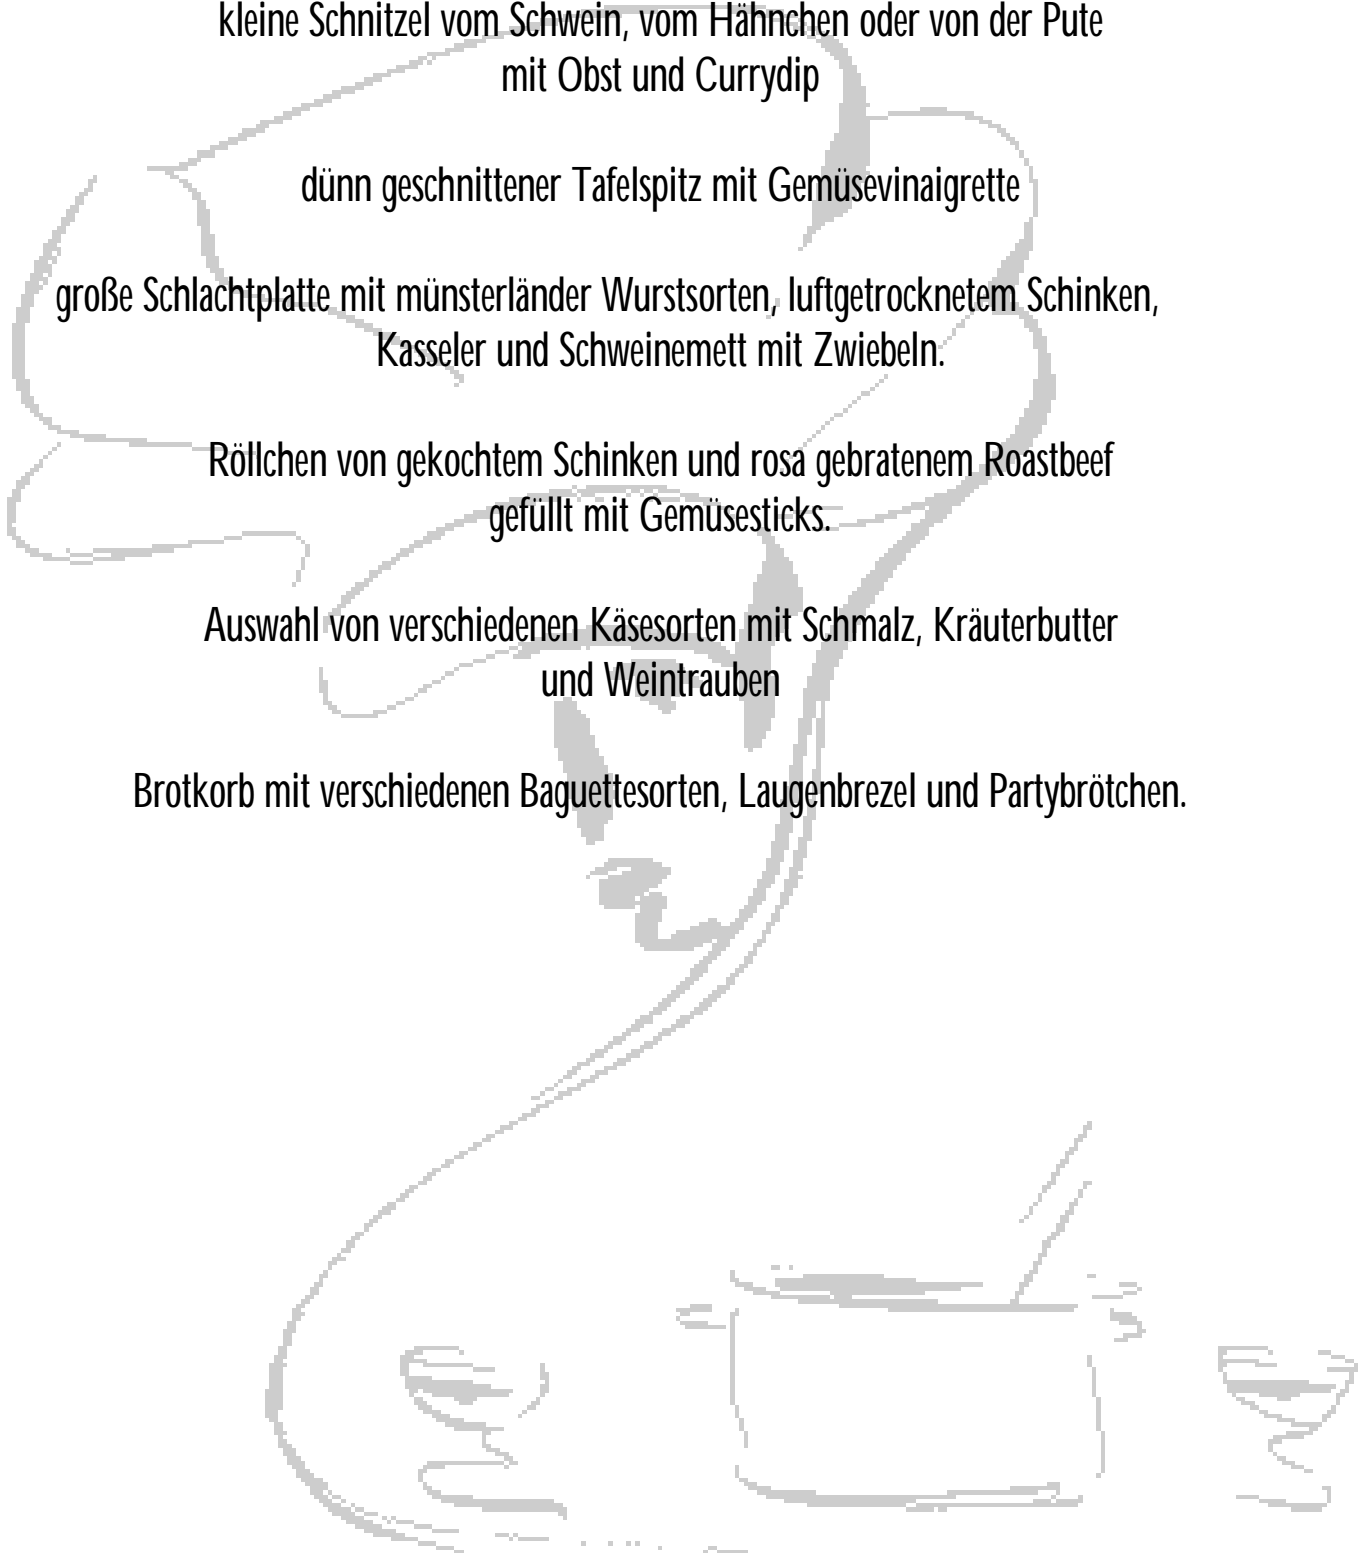 kleine Schnitzel vom Schwein, vom Hähnchen oder von der Pute
mit Obst und Currydip
dünn geschnittener Tafelspitz mit Gemüsevinaigrette
große Schlachtplatte mit münsterländer Wurstsorten, luftgetrocknetem Schinken,
Kasseler und Schweinemett mit Zwiebeln.
Röllchen von gekochtem Schinken und rosa gebratenem Roastbeef
gefüllt mit Gemüsesticks.
Auswahl von verschiedenen Käsesorten mit Schmalz, Kräuterbutter
und Weintrauben
Brotkorb mit verschiedenen Baguettesorten, Laugenbrezel und Partybrötchen.